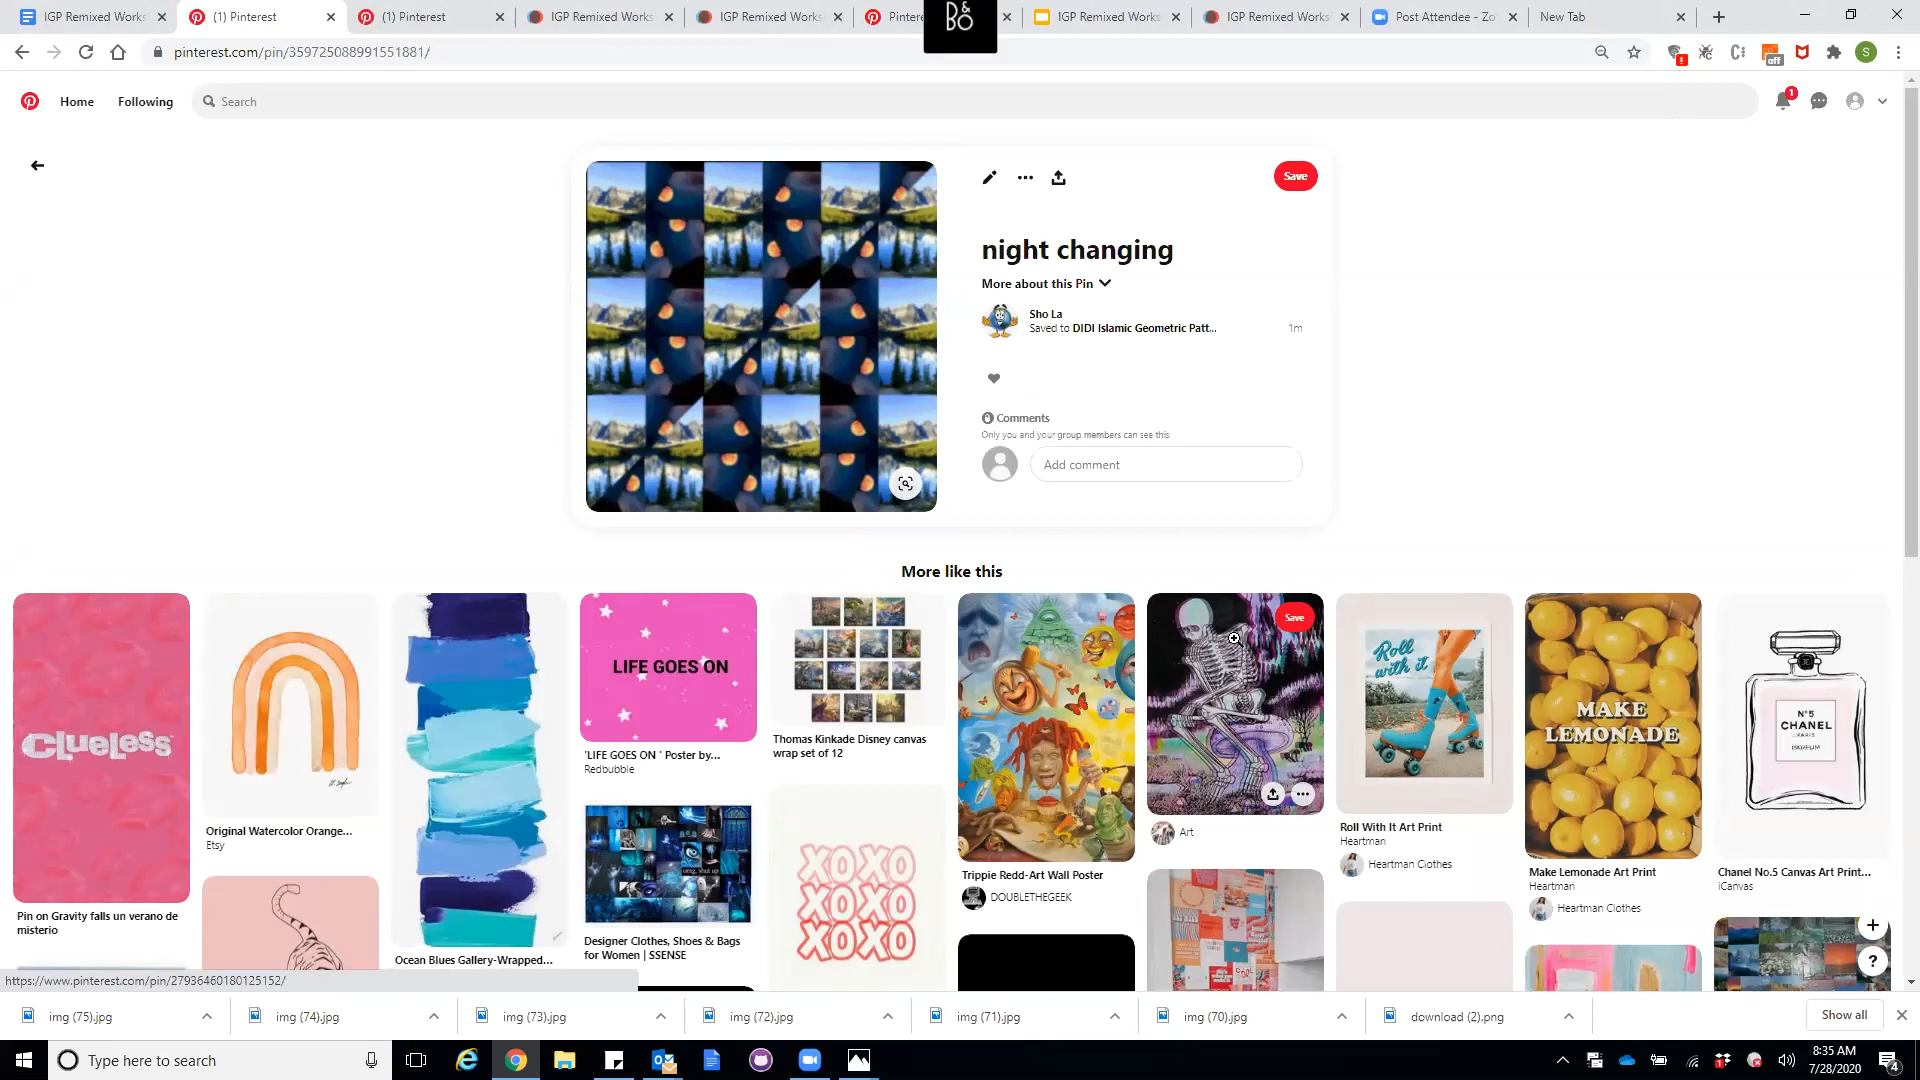 IGP Remixed Works
(1) Pinterest
(1) Pinterest
IGP Remixed Works
IGP Remixed Works
Pintere
B&O
IGP Remixed Works
IGP Remixed Works
Post Attendee - Zo
New Tab
pinterest.com/pin/359725088991551881/
off
S
Home
Following
Search
1
Save
night changing
More about this Pin
Sho La
Saved to DIDI Islamic Geometric Patt...
1m
Comments
Only you and your group members can see this
Add comment
More like this
CLUELESS
Pin on Gravity falls un verano de
misterio
Original Watercolor Orange...
Etsy
Ocean Blues Gallery-Wrapped...
LIFE GOES ON
'LIFE GOES ON ' Poster by...
Redbubble
omg, shut up
Designer Clothes, Shoes & Bags
for Women | SSENSE
Thomas Kinkade Disney canvas
wrap set of 12
XOXO
XOXO
XOXO
Trippie Redd-Art Wall Poster
DOUBLETHEGEEK
Save
Art
Roll
with it
Roll With It Art Print
Heartman
Heartman Clothes
MAKE
LEMONADE
Make Lemonade Art Print
Heartman
Heartman Clothes
N°5
CHANEL
PARIS
Chanel No.5 Canvas Art Print...
iCanvas
?
https://www.pinterest.com/pin/27936460180125152/
img (75).jpg
img (74).jpg
img (73).jpg
img (72).jpg
img (71).jpg
img (70).jpg
download (2).png
Show all
Type here to search
8:35 AM
7/28/2020
4